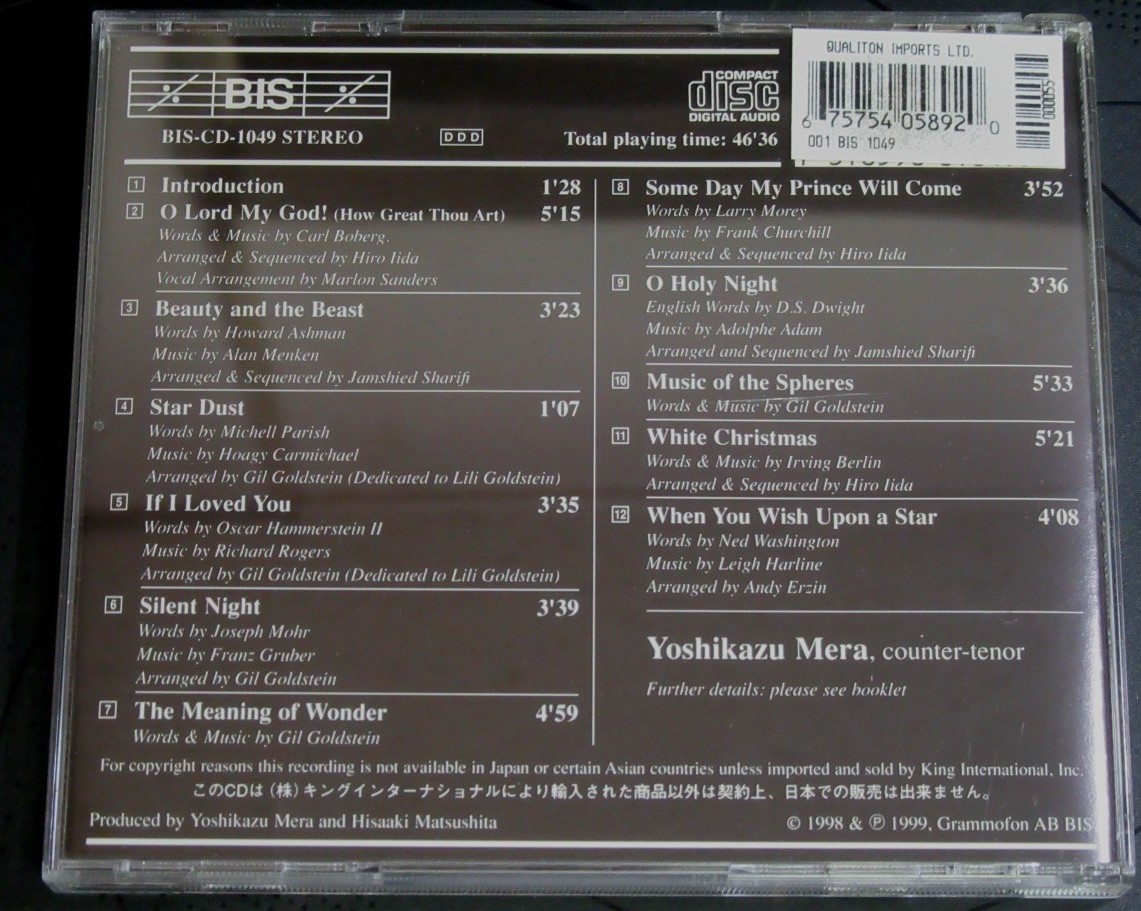 BIS
BIS-CD-1049 STEREO
DDD
COMPACT
disc
DIGITAL AUDIO
Total playing time: 46'36
QUALITON IMPORTS LTD.
6 75754 05892 0
001 BIS 1049
000055
1 Introduction 1'28
2 O Lord My God! (How Great Thou Art) 5'15
Words & Music by Carl Boberg.
Arranged & Sequenced by Hiro Iida
Vocal Arrangement by Marlon Sanders
3 Beauty and the Beast 3'23
Words by Howard Ashman
Music by Alan Menken
Arranged & Sequenced by Jamshied Sharifi
4 Star Dust 1'07
Words by Michell Parish
Music by Hoagy Carmichael
Arranged by Gil Goldstein (Dedicated to Lili Goldstein)
5 If I Loved You 3'35
Words by Oscar Hammerstein II
Music by Richard Rogers
Arranged by Gil Goldstein (Dedicated to Lili Goldstein)
6 Silent Night 3'39
Words by Joseph Mohr
Music by Franz Gruber
Arranged by Gil Goldstein
7 The Meaning of Wonder 4'59
Words & Music by Gil Goldstein
8 Some Day My Prince Will Come 3'52
Words by Larry Morey
Music by Frank Churchill
Arranged & Sequenced by Hiro Iida
9 O Holy Night 3'36
English Words by D.S. Dwight
Music by Adolphe Adam
Arranged and Sequenced by Jamshied Sharifi
10 Music of the Spheres 5'33
Words & Music by Gil Goldstein
11 White Christmas 5'21
Words & Music by Irving Berlin
Arranged & Sequenced by Hiro Iida
12 When You Wish Upon a Star 4'08
Words by Ned Washington
Music by Leigh Harline
Arranged by Andy Erzin
Yoshikazu Mera, counter-tenor
Further details: please see booklet
For copyright reasons this recording is not available in Japan or certain Asian countries unless imported and sold by King International, Inc.
このCDは(株)キングインターナショナルにより輸入された商品以外は契約上、日本での販売は出来ません。
Produced by Yoshikazu Mera and Hisaaki Matsushita
© 1998 & ℗ 1999, Grammofon AB BIS